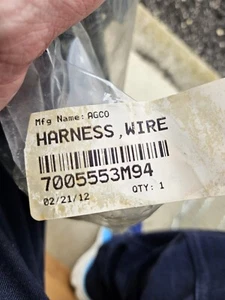 Mfg Name: AGCO
HARNESS,WIRE
7005553M94
QTY: 1
02/21/12